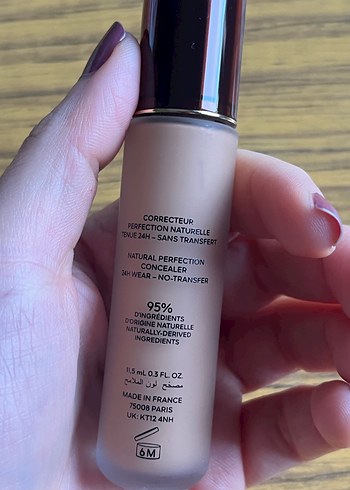 CORRECTEUR
PERFECTION NATURELLE
TENUE 24H – SANS TRANSFERT
NATURAL PERFECTION
CONCEALER
24H WEAR – NO-TRANSFER
95%
D'INGRÉDIENTS
D'ORIGINE NATURELLE
NATURALLY-DERIVED
INGREDIENTS
11.5 mL 0.3 FL. OZ.
مصحح لون الملامح
MADE IN FRANCE
75008 PARIS
UK: KT12 4NH
6M